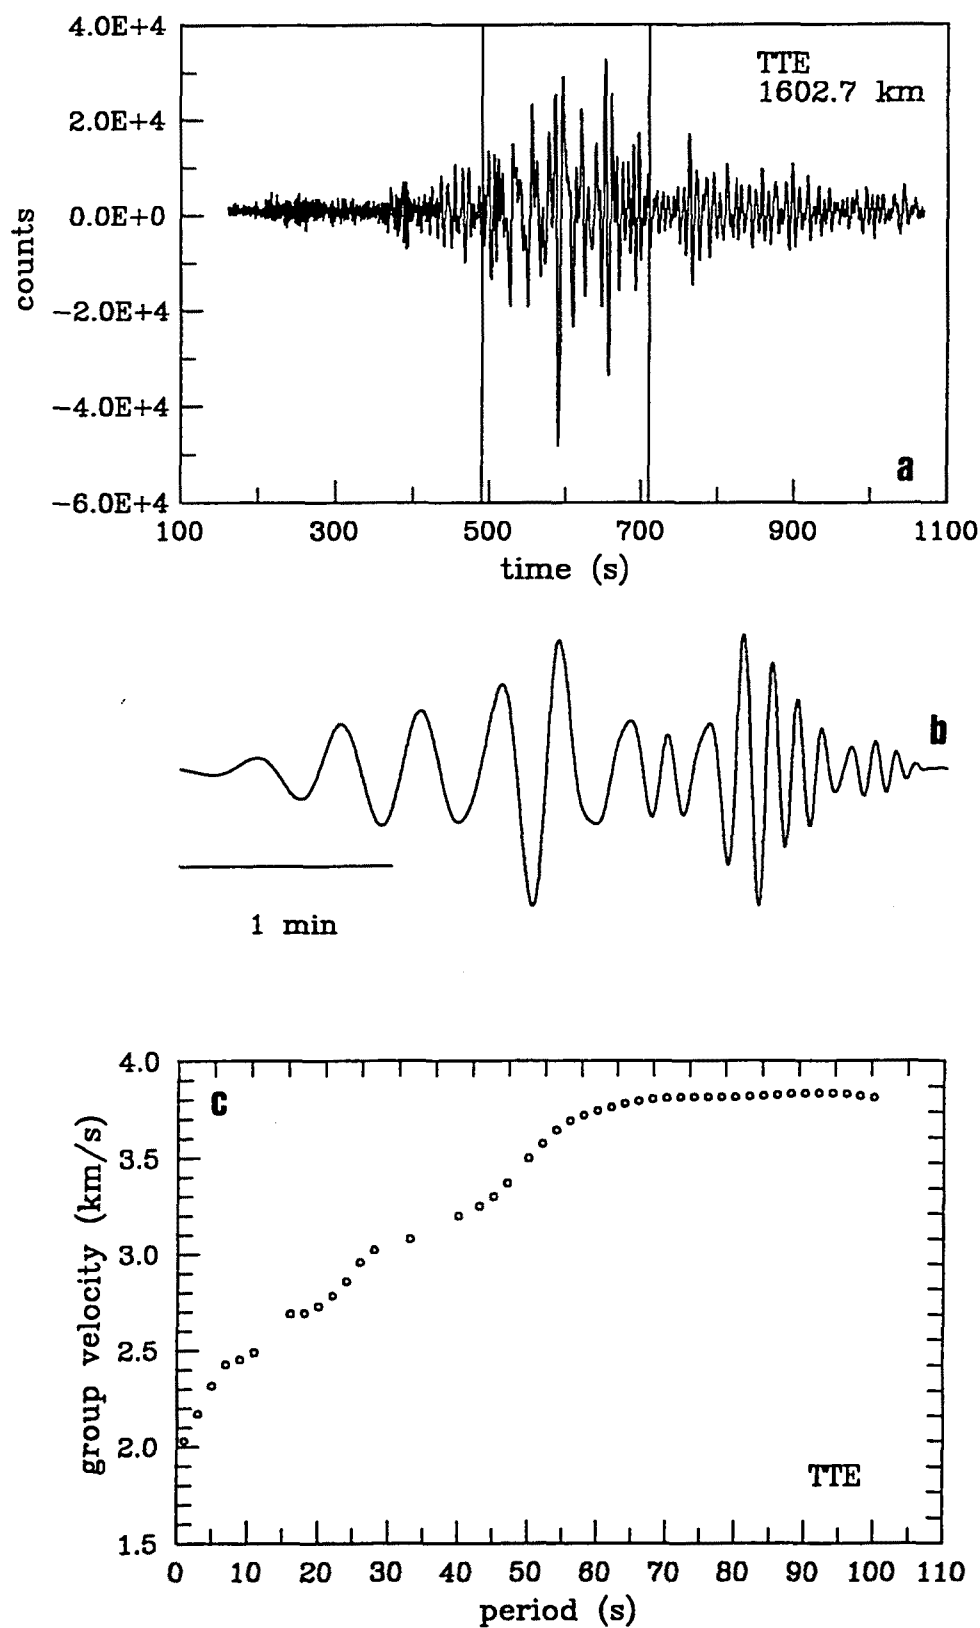 4.0E+4
TTE
1602.7 km
2.0E+4
0.0E+0
counts
−2.0E+4
−4.0E+4
a
−6.0E+4
100 300 500 700 900 1100
time (s)
b
1 min
4.0
c
3.5
3.0
group velocity (km/s)
2.5
2.0
TTE
1.5
0 10 20 30 40 50 60 70 80 90 100 110
period (s)